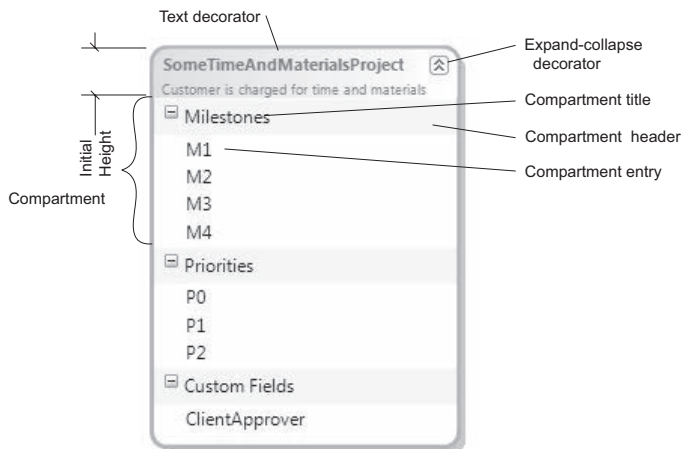 Text decorator
SomeTimeAndMaterialsProject
Customer is charged for time and materials
Expand-collapse
decorator
Milestones
Compartment title
Compartment header
M1
Compartment entry
M2
M3
M4
Initial
Height
Compartment
Priorities
P0
P1
P2
Custom Fields
ClientApprover